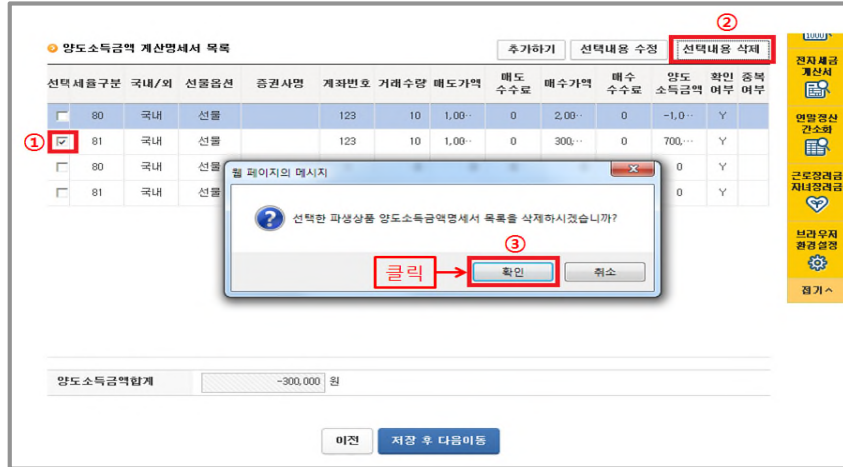 ②
양도소득금액 계산명세서 목록 추가하기 선택내용 수정 선택내용 삭제
선택 세율구분 국내/외 선물옵션 증권사명 계좌번호 거래수량 매도가액 매도 수수료 매수가액 매수 수수료 양도 소득금액 확인 여부 중복 여부
80 국내 선물 123 10 1,00… 0 2,00… 0 -1,0… Y
① 81 국내 선물 123 10 1,00… 0 300,… 0 700,… Y
80 국내 선물 0 Y
81 국내 선물 0 Y
웹 페이지의 메시지
선택한 파생상품 양도소득금액명세서 목록을 삭제하시겠습니까?
③
클릭 확인 취소
양도소득금액합계 -300,000 원
이전 저장 후 다음이동
전자세금
계산서
연말정산
간소화
근로장려금
자녀장려금
브라우저
환경설정
접기